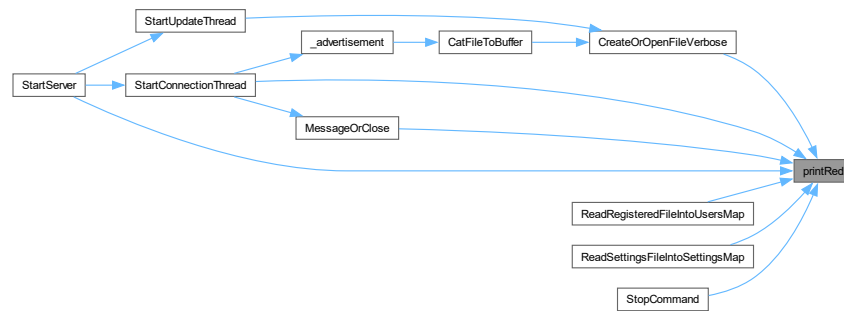 StartUpdateThread
_advertisement
CatFileToBuffer
CreateOrOpenFileVerbose
StartServer
StartConnectionThread
MessageOrClose
printRed
ReadRegisteredFileIntoUsersMap
ReadSettingsFileIntoSettingsMap
StopCommand